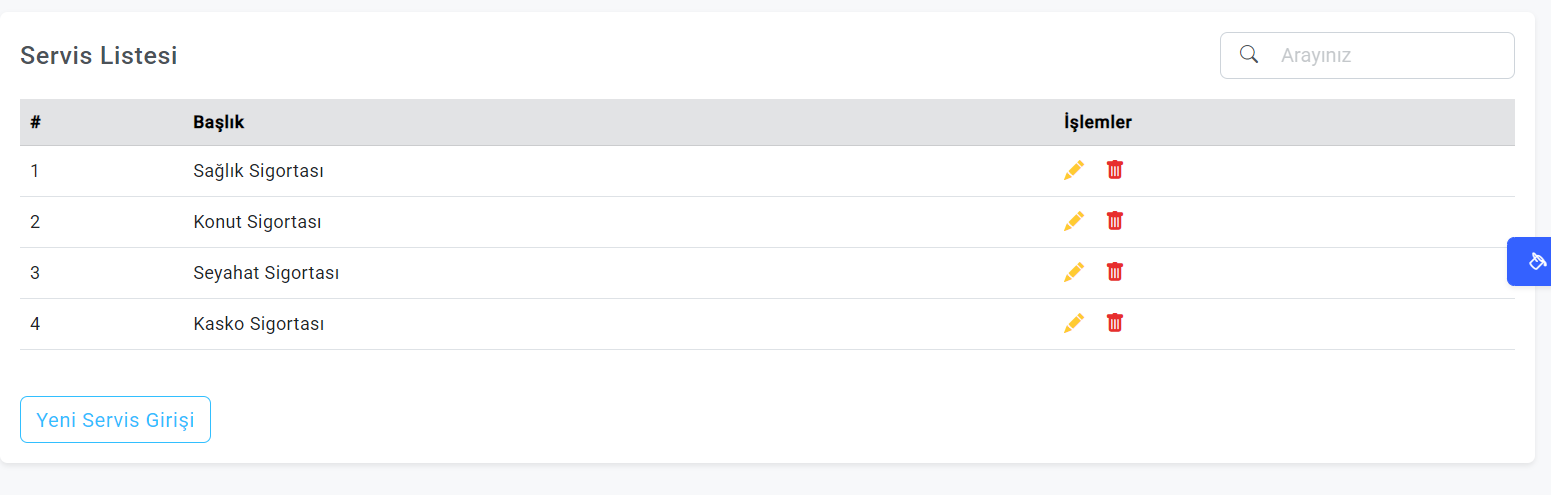 Servis Listesi
Arayınız
# Başlık İşlemler
1 Sağlık Sigortası
2 Konut Sigortası
3 Seyahat Sigortası
4 Kasko Sigortası
Yeni Servis Girişi